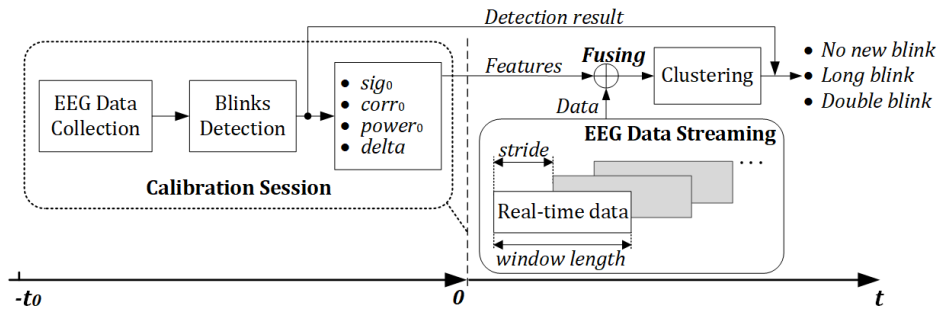 Detection result
EEG Data
Collection
Blinks
Detection
• sig0
• corr0
• power0
• delta
Calibration Session
Features
Fusing
Data
Clustering
• No new blink
• Long blink
• Double blink
EEG Data Streaming
stride
...
Real-time data
window length
-t0
0
t